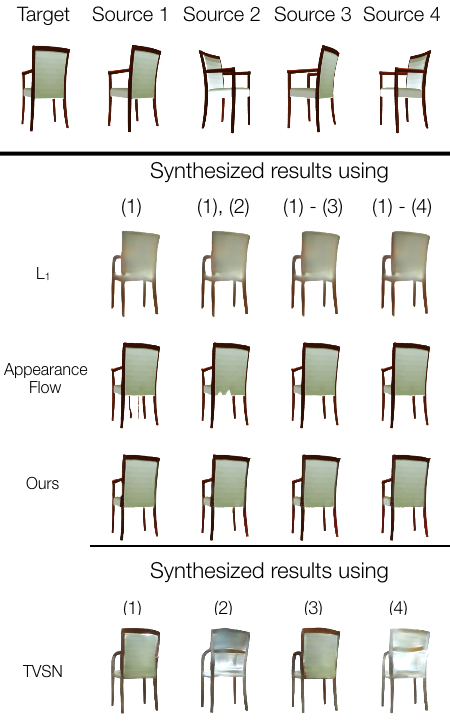 Target Source 1 Source 2 Source 3 Source 4
Synthesized results using
(1) (1), (2) (1) - (3) (1) - (4)
L₁
Appearance
Flow
Ours
Synthesized results using
(1) (2) (3) (4)
TVSN